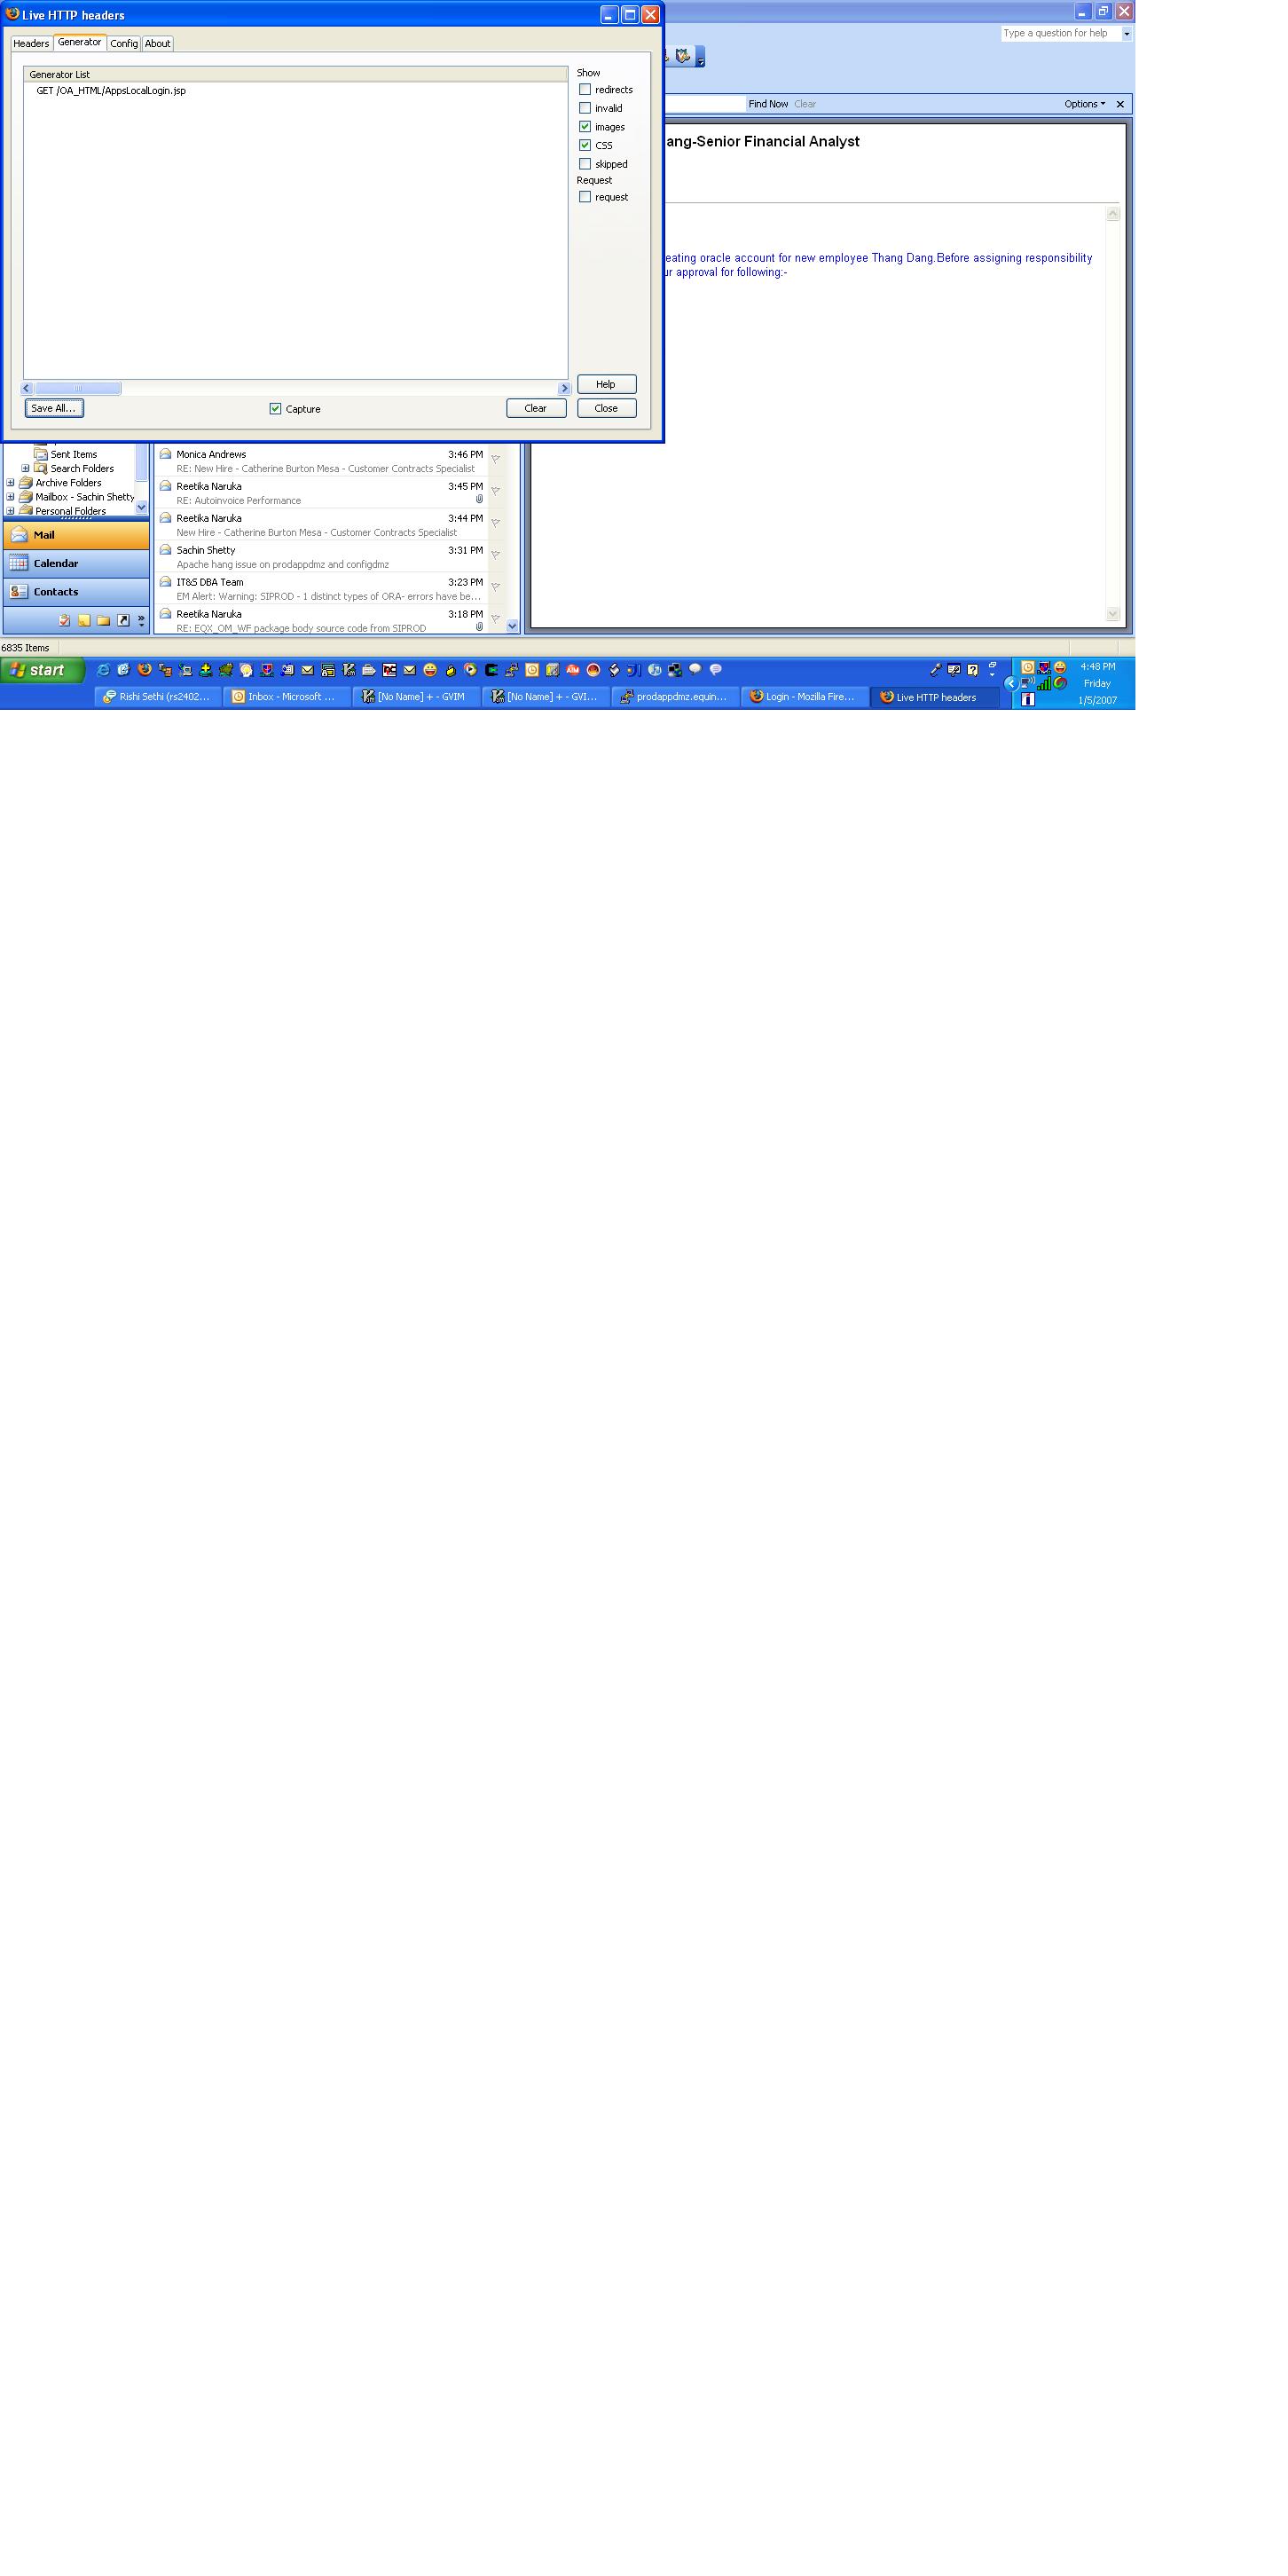 Live HTTP headers
Headers Generator Config About
Generator List
GET /OA_HTML/AppsLocalLogin.jsp
Show
redirects
invalid
images
CSS
skipped
Request
request
Help
Save All...
Capture
Clear
Close
Type a question for help
Find Now Clear
Options
ang-Senior Financial Analyst
eating oracle account for new employee Thang Dang.Before assigning responsibility
ur approval for following:-
Sent Items
Search Folders
Archive Folders
Mailbox - Sachin Shetty
Personal Folders
Mail
Calendar
Contacts
Monica Andrews 3:46 PM
RE: New Hire - Catherine Burton Mesa - Customer Contracts Specialist
Reetika Naruka 3:45 PM
RE: Autoinvoice Performance
Reetika Naruka 3:44 PM
New Hire - Catherine Burton Mesa - Customer Contracts Specialist
Sachin Shetty 3:31 PM
Apache hang issue on prodappdmz and configdmz
IT&S DBA Team 3:23 PM
EM Alert: Warning: SIPROD - 1 distinct types of ORA- errors have be...
Reetika Naruka 3:18 PM
RE: EQX_OM_WF package body source code from SIPROD
6835 Items
start
Rishi Sethi (rs2402...
Inbox - Microsoft ...
[No Name] + - GVIM
[No Name] + - GVI...
prodappdmz.equin...
Login - Mozilla Fire...
Live HTTP headers
4:48 PM
Friday
1/5/2007